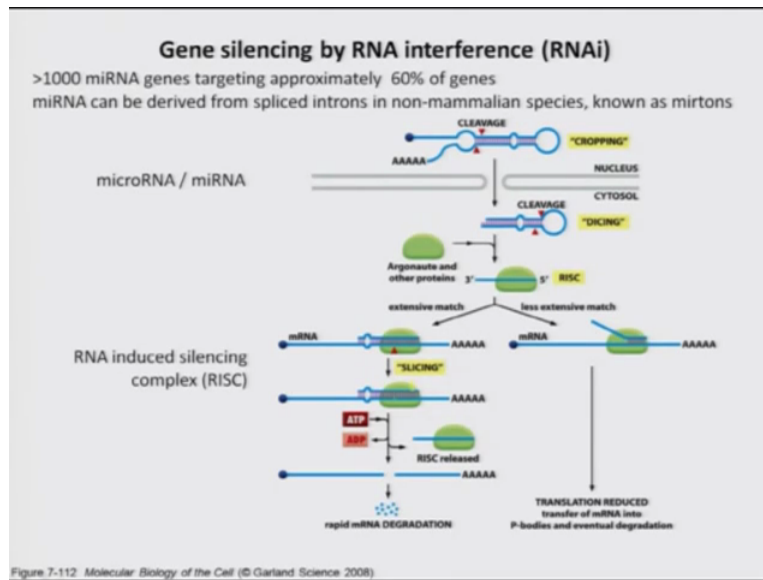 Gene silencing by RNA interference (RNAi)
>1000 miRNA genes targeting approximately 60% of genes
miRNA can be derived from spliced introns in non-mammalian species, known as mirtons
CLEAVAGE
"CROPPING"
AAAAA
microRNA / miRNA
NUCLEUS
CYTOSOL
CLEAVAGE
"DICING"
Argonaute and
other proteins
3' 5' RISC
extensive match
less extensive match
mRNA
AAAAA
mRNA
AAAAA
RNA induced silencing
complex (RISC)
"SLICING"
AAAAA
ATP
ADP
RISC released
AAAAA
rapid mRNA DEGRADATION
TRANSLATION REDUCED
transfer of mRNA into
P-bodies and eventual degradation
Figure 7-112 Molecular Biology of the Cell (© Garland Science 2008)